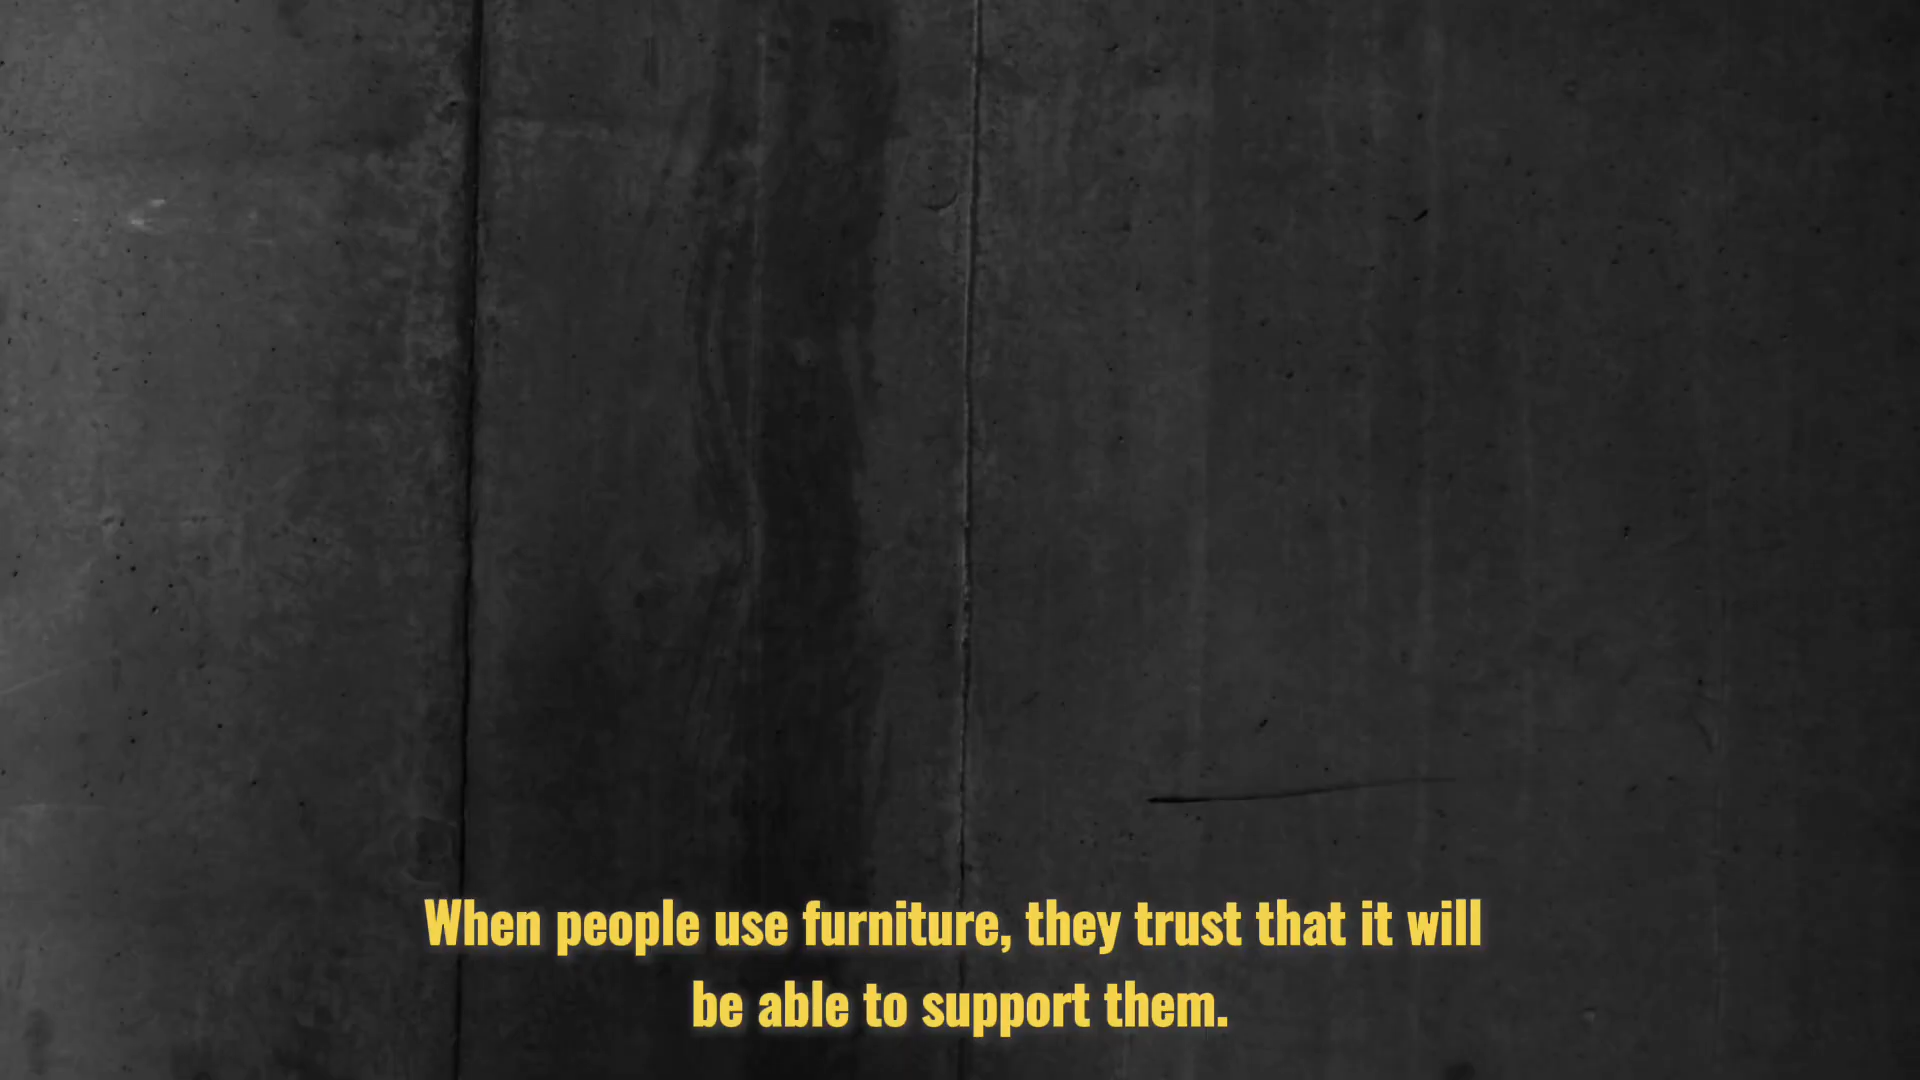 When people use furniture, they trust that it will
be able to support them.